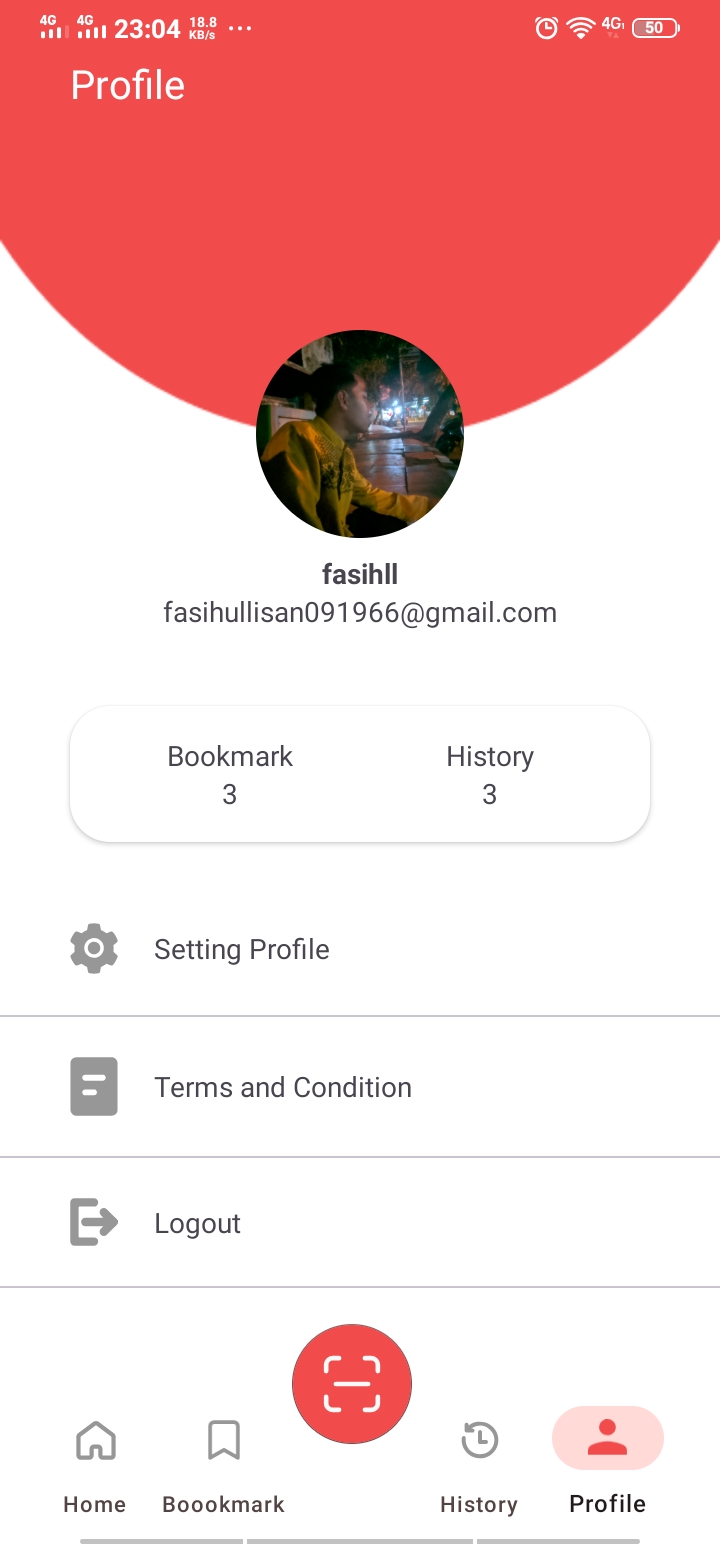 4G 4G 23:04 18.8 KB/s ... 4G 50
Profile
fasihll
fasihullisan091966@gmail.com
Bookmark History
3 3
Setting Profile
Terms and Condition
Logout
Home Boookmark History Profile